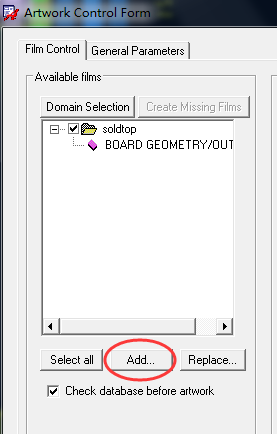 Artwork Control Form
Film Control
General Parameters
Available films
Domain Selection
Create Missing Films
soldtop
BOARD GEOMETRY/OUT
Select all
Add...
Replace...
Check database before artwork